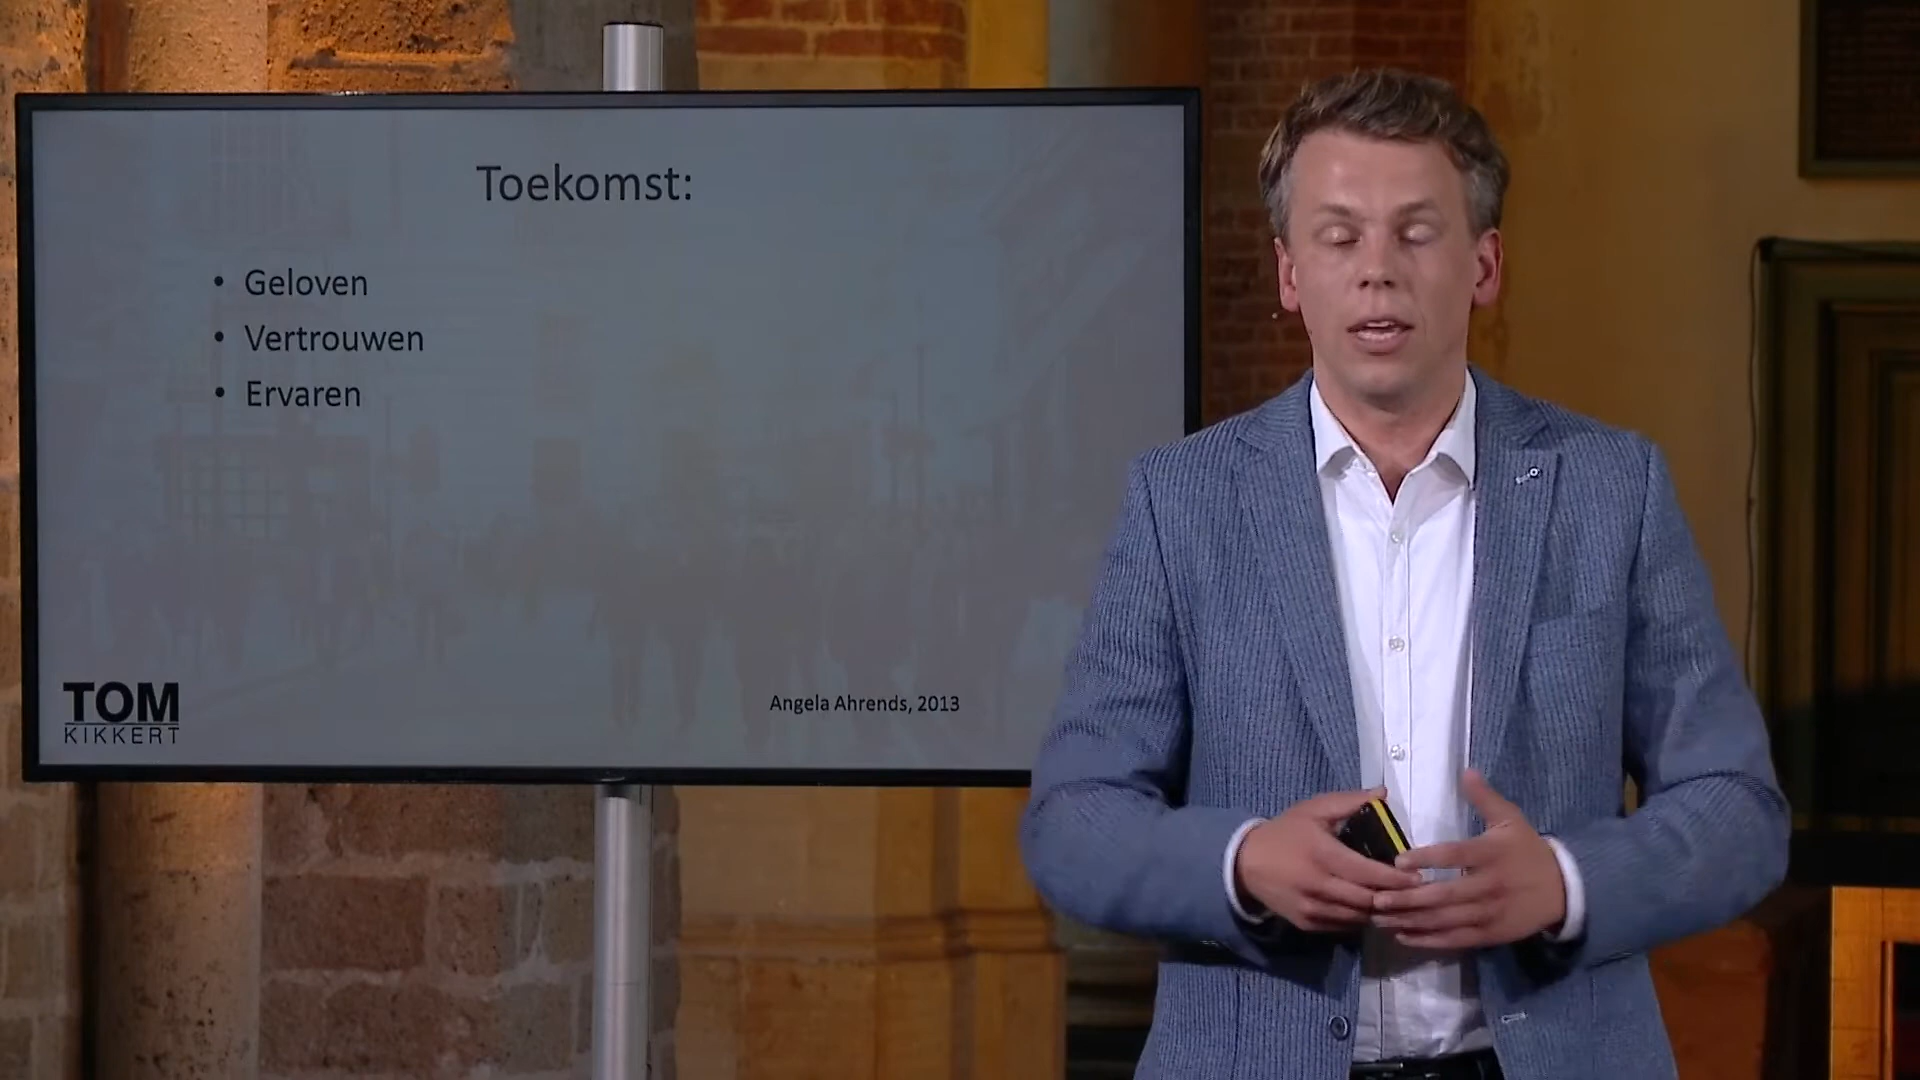 Toekomst:
• Geloven
• Vertrouwen
• Ervaren
Angela Ahrends, 2013
TOM
KIKKERT